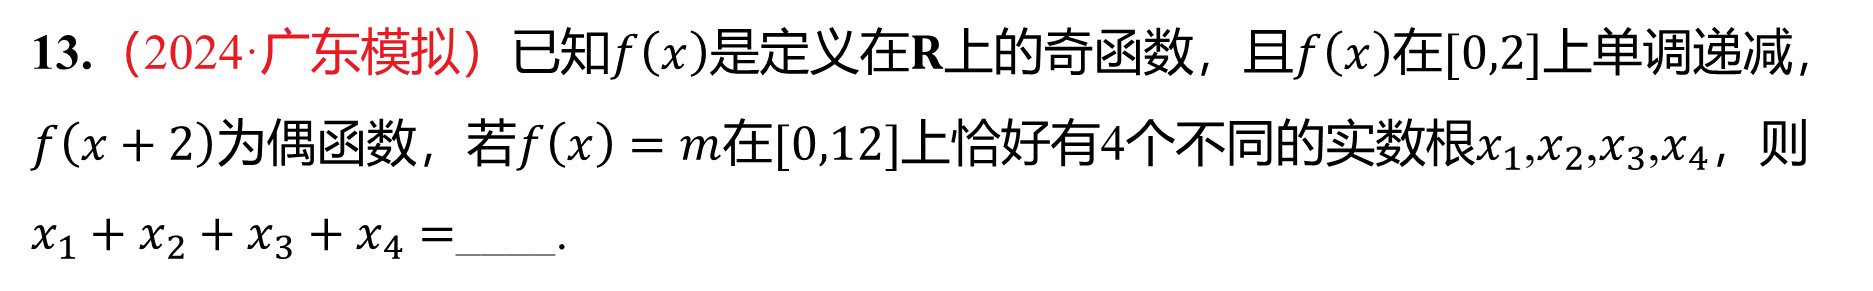 13.（2024·广东模拟）已知f(x)是定义在R上的奇函数，且f(x)在[0,2]上单调递减，
f(x + 2)为偶函数，若f(x) = m在[0,12]上恰好有4个不同的实数根x₁,x₂,x₃,x₄，则
x₁ + x₂ + x₃ + x₄ =____.